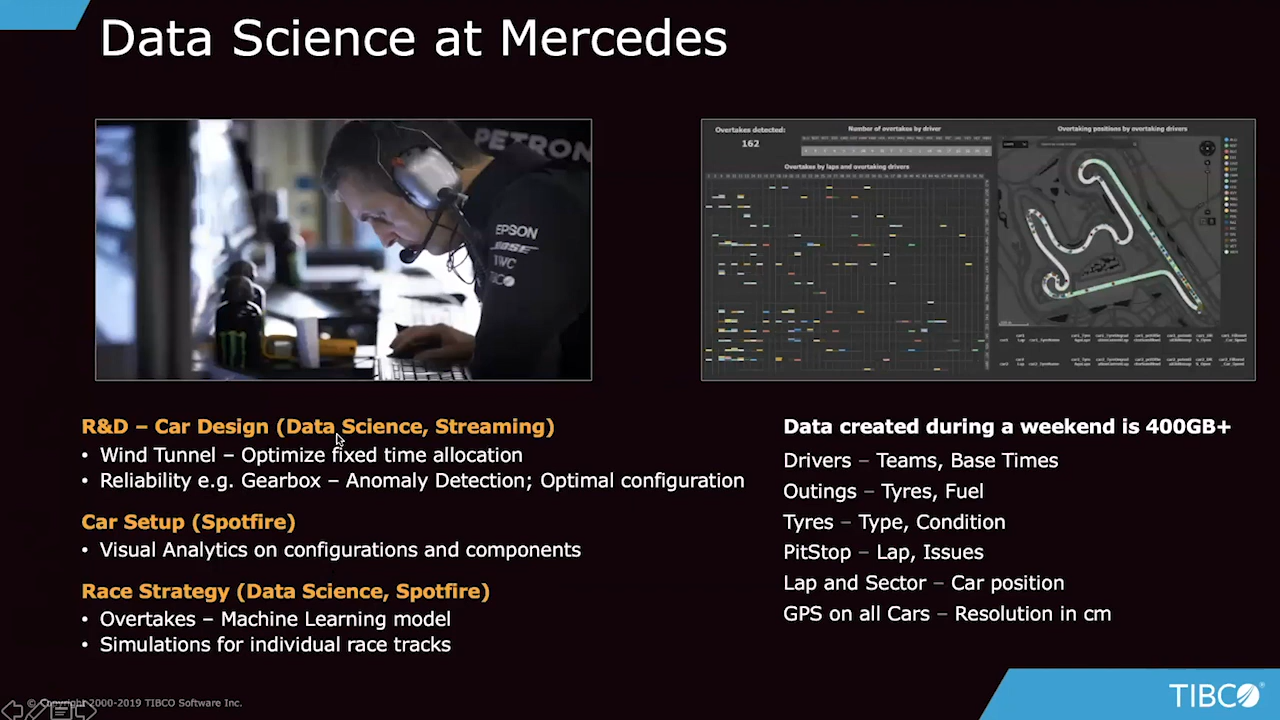 Data Science at Mercedes
PETRON
EPSON
BOSE
IWC
TIBCO
Overtakes detected:
162
Number of overtakes by driver
Overtakes by laps and overtaking drivers
Overtaking positions by overtaking drivers
R&D – Car Design (Data Science, Streaming)
• Wind Tunnel – Optimize fixed time allocation
• Reliability e.g. Gearbox – Anomaly Detection; Optimal configuration
Car Setup (Spotfire)
• Visual Analytics on configurations and components
Race Strategy (Data Science, Spotfire)
• Overtakes – Machine Learning model
• Simulations for individual race tracks
Data created during a weekend is 400GB+
Drivers – Teams, Base Times
Outings – Tyres, Fuel
Tyres – Type, Condition
PitStop – Lap, Issues
Lap and Sector – Car position
GPS on all Cars – Resolution in cm
© Copyright 2000-2019 TIBCO Software Inc.
TIBCO®